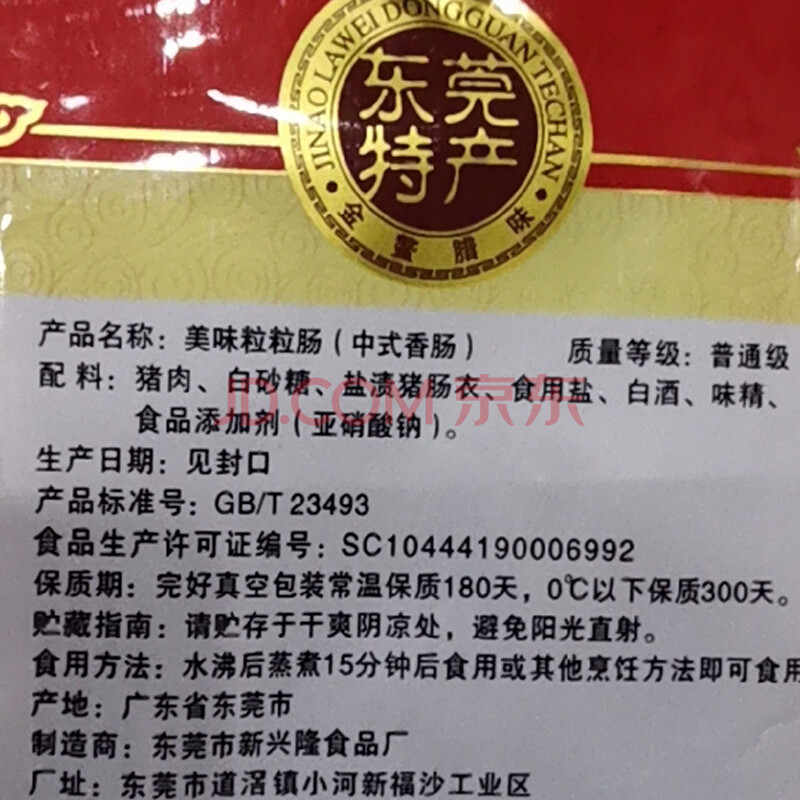 JINAO LAWEI DONGGUAN TECHAN
东莞
特产
金鳌腊味
产品名称：美味粒粒肠（中式香肠）　质量等级：普通级
配 料：猪肉、白砂糖、盐渍猪肠衣、食用盐、白酒、味精、
食品添加剂（亚硝酸钠）。
JD.COM 京东
生产日期：见封口
产品标准号：GB/T 23493
食品生产许可证编号：SC10444190006992
保质期：完好真空包装常温保质180天，0℃以下保质300天。
贮藏指南：请贮存于干爽阴凉处，避免阳光直射。
食用方法：水沸后蒸煮15分钟后食用或其他烹饪方法即可食用
产地：广东省东莞市
制造商：东莞市新兴隆食品厂
厂址：东莞市道滘镇小河新福沙工业区